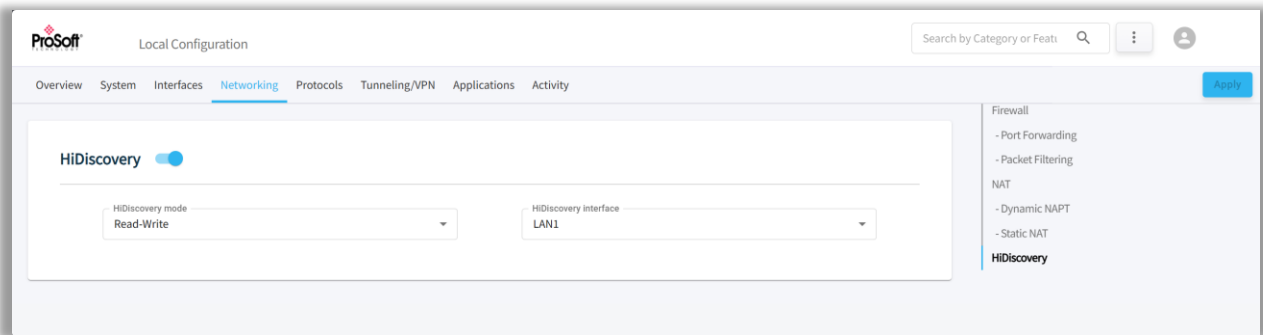 ProSoft
TECHNOLOGY
Local Configuration
Search by Category or Featu
Overview System Interfaces Networking Protocols Tunneling/VPN Applications Activity
Apply
Firewall
- Port Forwarding
- Packet Filtering
NAT
- Dynamic NAPT
- Static NAT
HiDiscovery
HiDiscovery
HiDiscovery mode
Read-Write
HiDiscovery interface
LAN1